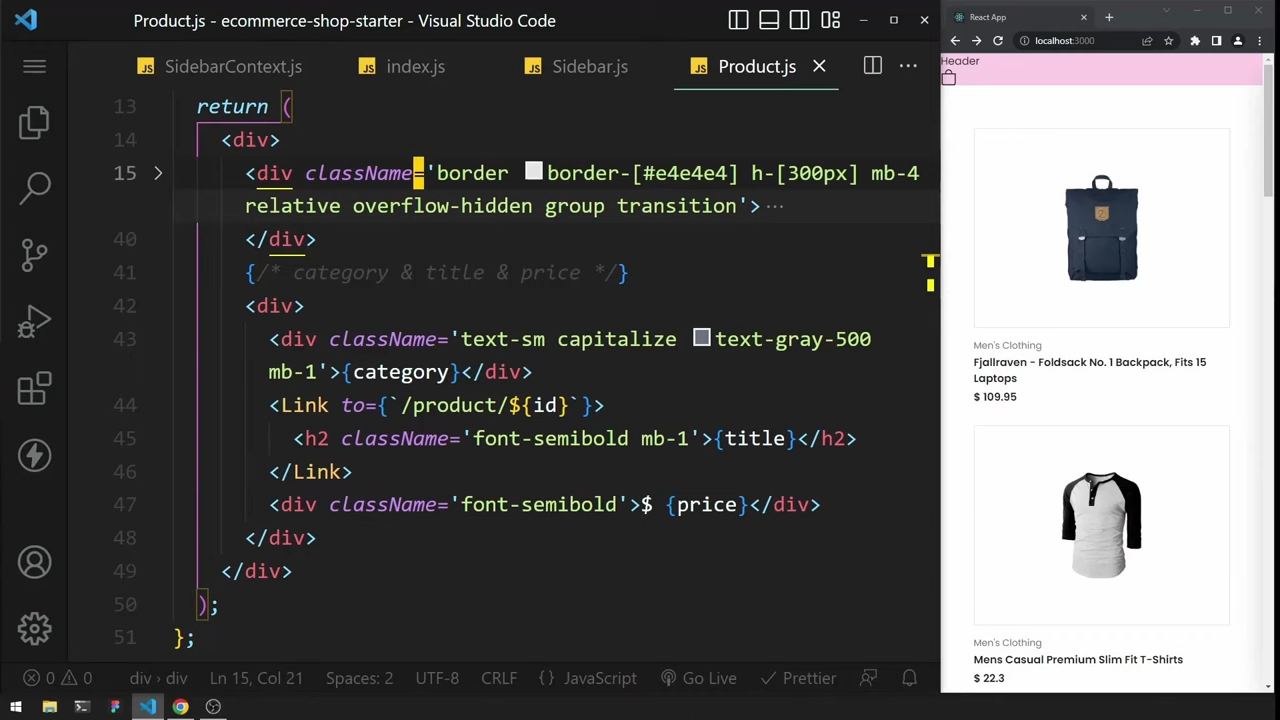 Product.js - ecommerce-shop-starter - Visual Studio Code
JS SidebarContext.js JS index.js JS Sidebar.js JS Product.js
13 return (
14 <div>
15 <div className='border border-[#e4e4e4] h-[300px] mb-4
relative overflow-hidden group transition'>···
40 </div>
41 {/* category & title & price */}
42 <div>
43 <div className='text-sm capitalize text-gray-500
mb-1'>{category}</div>
44 <Link to={`/product/${id}`}>
45 <h2 className='font-semibold mb-1'>{title}</h2>
46 </Link>
47 <div className='font-semibold'>$ {price}</div>
48 </div>
49 </div>
50 );
51 };
0 0 div › div Ln 15, Col 21 Spaces: 2 UTF-8 CRLF {} JavaScript Go Live Prettier
React App
localhost:3000
Header
Men's Clothing
Fjallraven - Foldsack No. 1 Backpack, Fits 15
Laptops
$ 109.95
Men's Clothing
Mens Casual Premium Slim Fit T-Shirts
$ 22.3